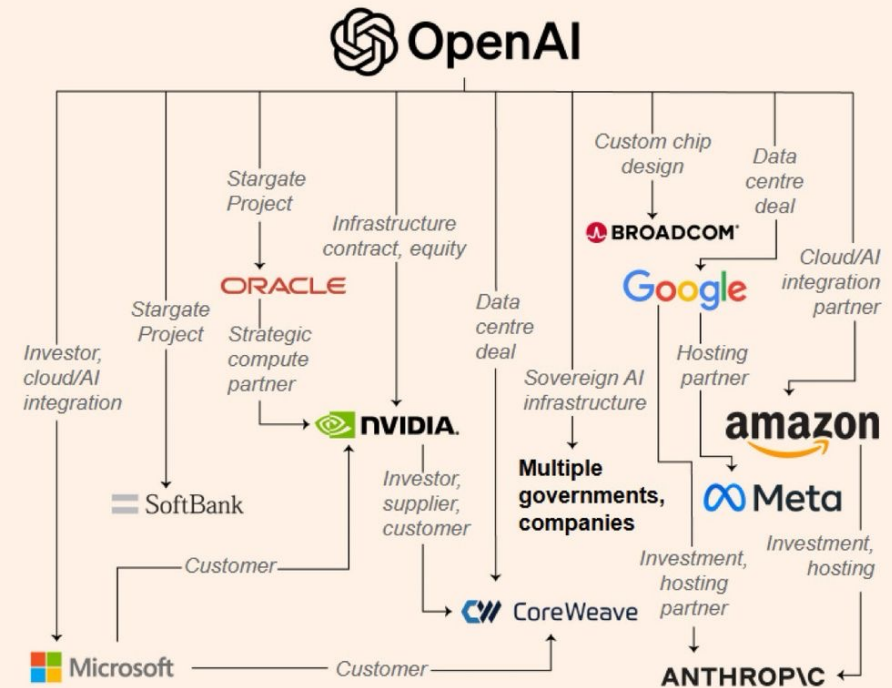 OpenAI
Custom chip
design
Data
centre
deal
Stargate
Project
Infrastructure
contract, equity
BROADCOM
Cloud/AI
integration
partner
ORACLE
Google
Stargate
Project
Strategic
compute
partner
Data
centre
deal
Investor,
cloud/AI
integration
Hosting
partner
Sovereign AI
infrastructure
NVIDIA.
amazon
Multiple
governments,
companies
SoftBank
Investor,
supplier,
customer
Meta
Customer
Investment,
hosting
partner
Investment,
hosting
CW CoreWeave
Microsoft
Customer
ANTHROP\C